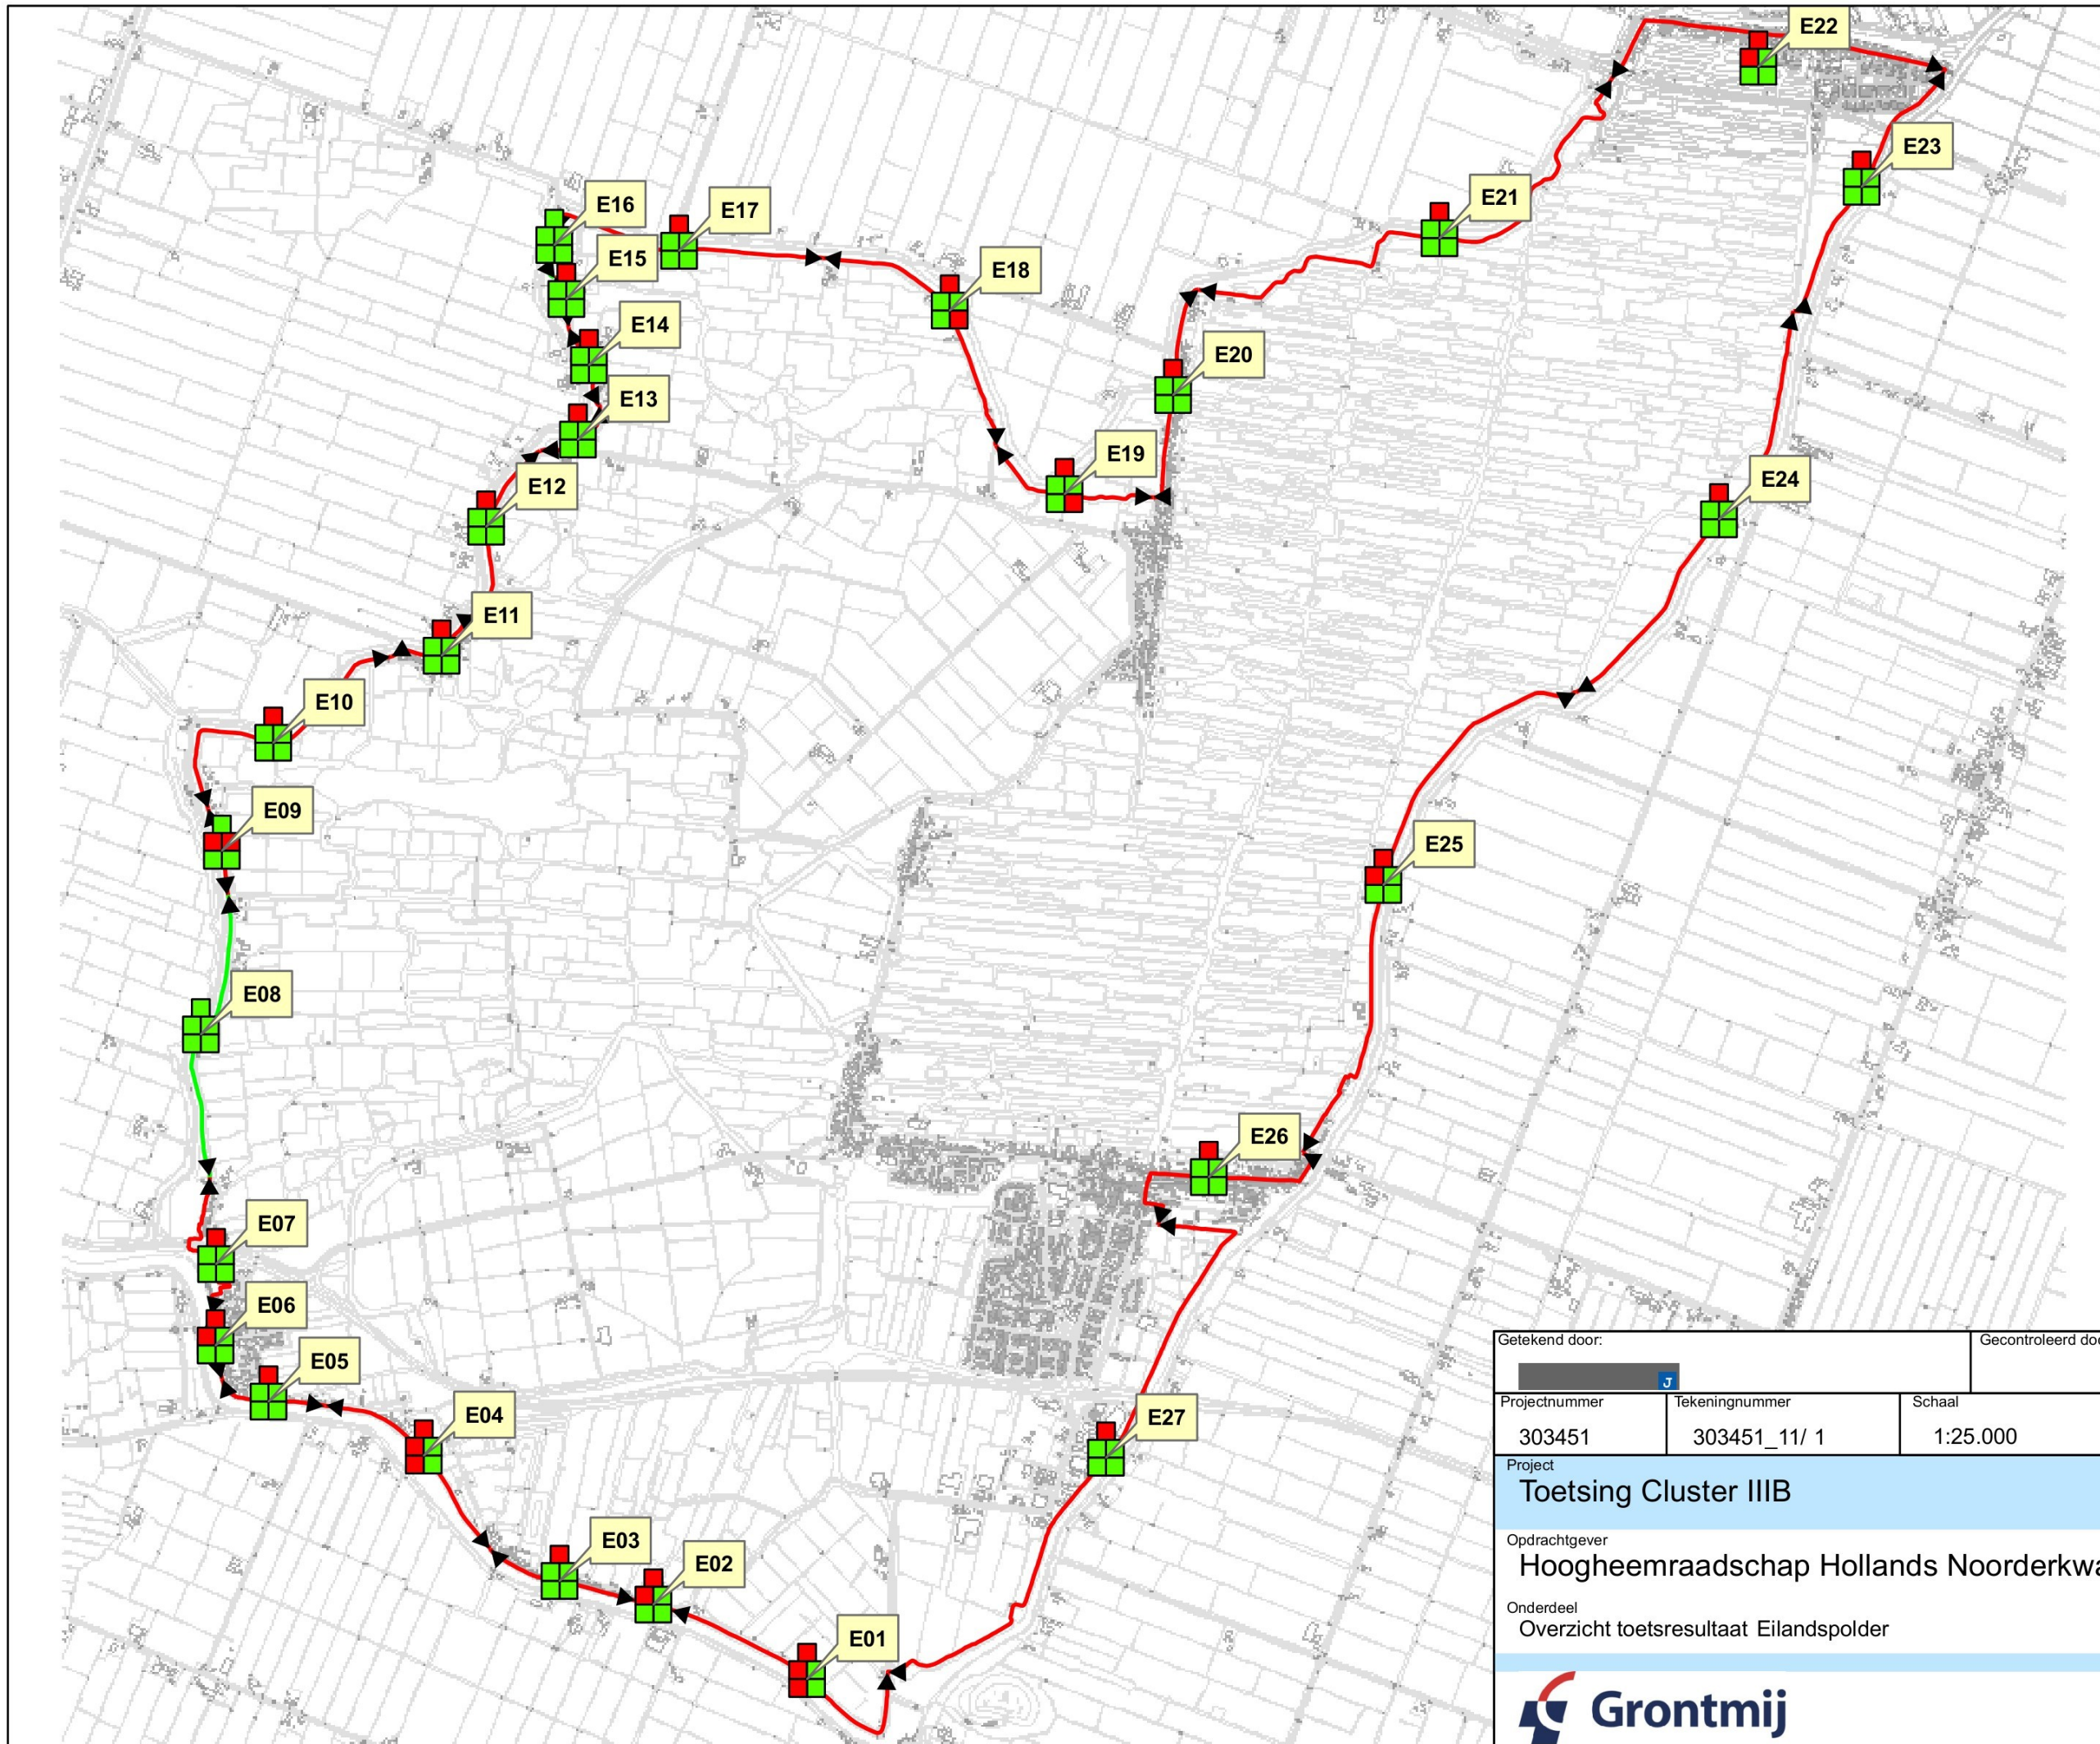 E22
E23
E16
E17
E21
E15
E18
E14
E20
E13
E19
E12
E24
E11
E10
E09
E25
E08
E26
E07
E06
E05
E04
E27
E03
E02
E01
Getekend door:
Gecontroleerd doo
J
Projectnummer
Tekeningnummer
Schaal
303451
303451_11/ 1
1:25.000
Project
Toetsing Cluster IIIB
Opdrachtgever
Hoogheemraadschap Hollands Noorderkwa
Onderdeel
Overzicht toetsresultaat Eilandspolder
Grontmij